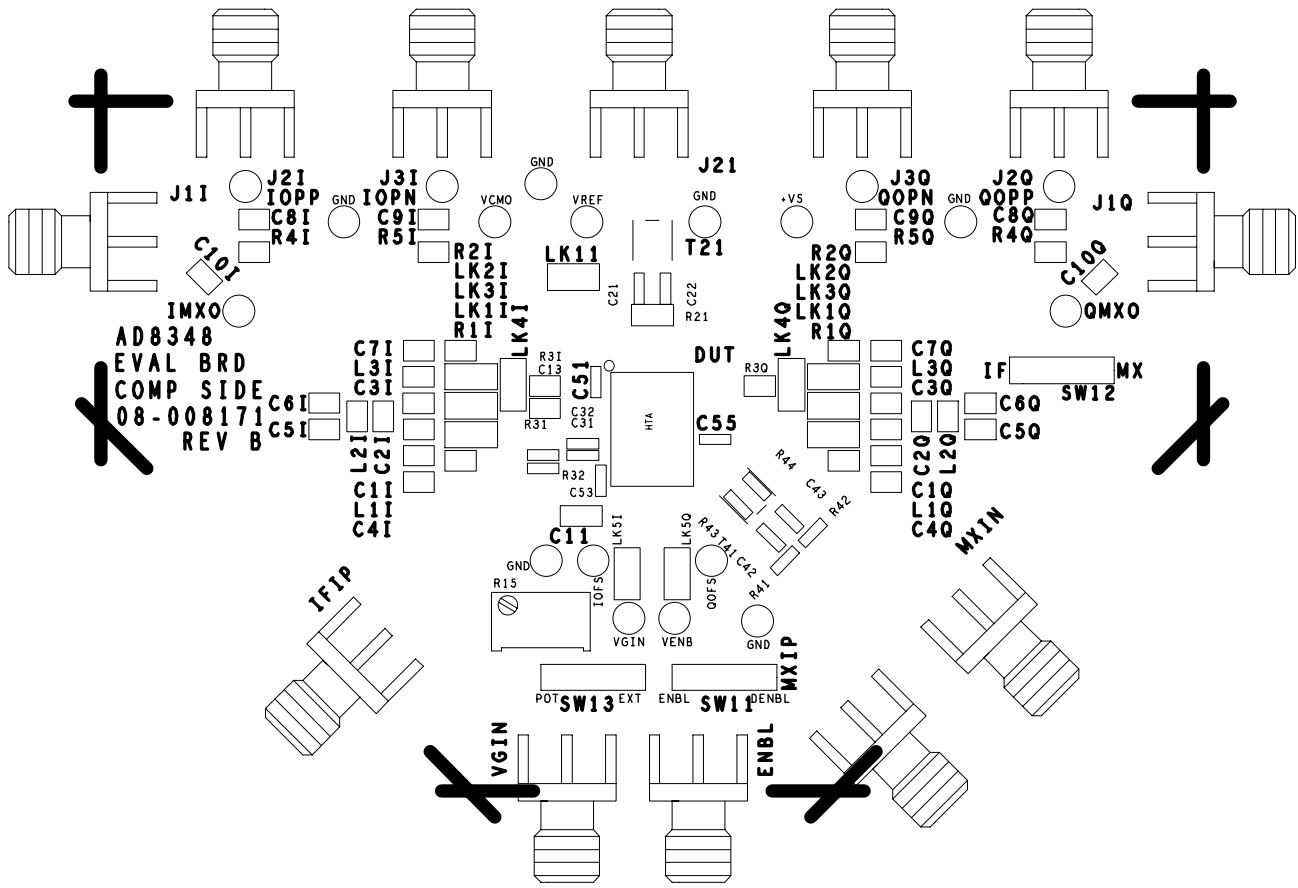 J21
J1I
J2I
IOPP
C8I
R4I
GND
J3I
IOPN
C9I
R5I
GND
VCMO
VREF
GND
T21
+VS
J3Q
QOPN
C9Q
R5Q
GND
J2Q
QOPP
C8Q
R4Q
J1Q
C10I
IMXO
R2I
LK2I
LK3I
LK1I
R1I
LK4I
LK11
C21
C22
R21
R2Q
LK2Q
LK3Q
LK1Q
R1Q
LK4Q
C10Q
QMXO
AD8348
EVAL BRD
COMP SIDE
08-008171
REV B
C7I
L3I
C3I
C6I
C5I
L2I
C2I
C1I
L1I
C4I
R3I
C13
R31
C51
C32
C31
R32
C53
C11
DUT
HTA
C55
R3Q
C7Q
L3Q
C3Q
C6Q
C5Q
C2Q
L2Q
C1Q
L1Q
C4Q
IF
MX
SW12
R44
C43
R42
R43
T41
C42
R41
GND
IOFS
LK5I
LK5Q
QOFS
R15
VGIN
VENB
GND
IFIP
MXIN
MXIP
POT
SW13
EXT
ENBL
SW11
DENBL
VGIN
ENBL